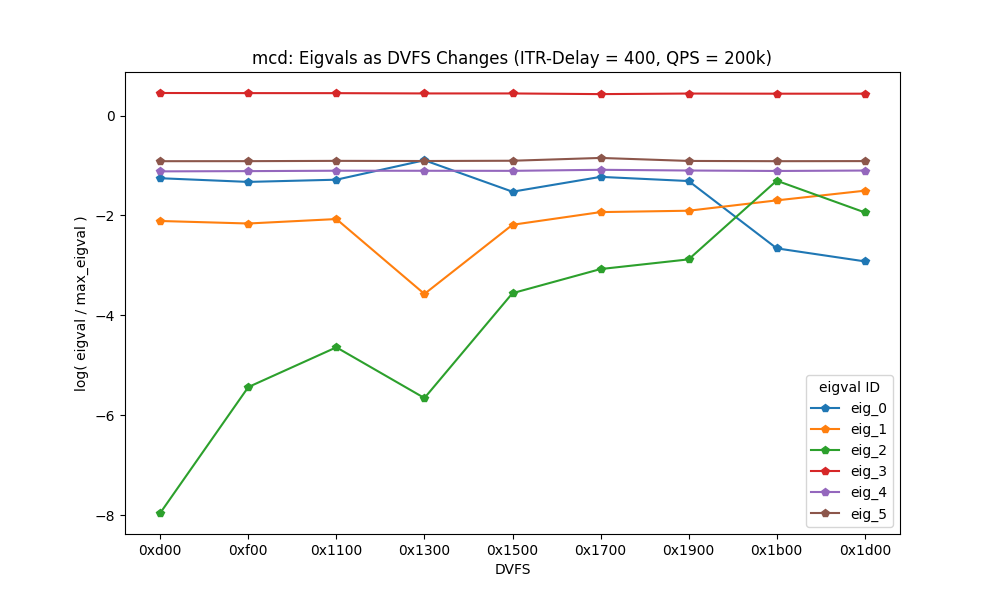 mcd: Eigvals as DVFS Changes (ITR-Delay = 400, QPS = 200k)
log( eigval / max_eigval )
0
−2
−4
−6
−8
eigval ID
eig_0
eig_1
eig_2
eig_3
eig_4
eig_5
0xd00 0xf00 0x1100 0x1300 0x1500 0x1700 0x1900 0x1b00 0x1d00
DVFS